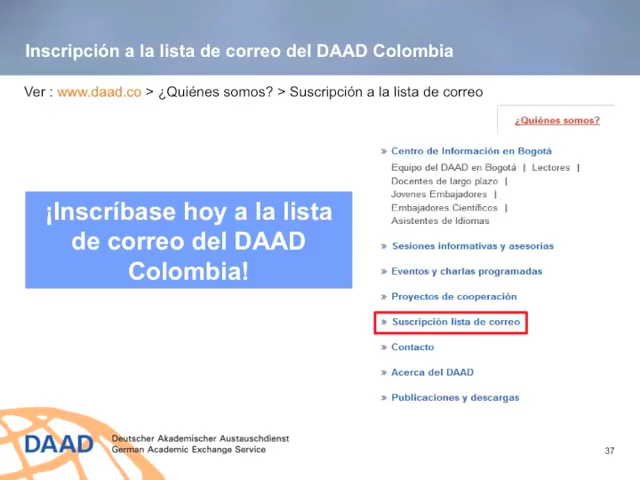 Inscripción a la lista de correo del DAAD Colombia
Ver : www.daad.co > ¿Quiénes somos? > Suscripción a la lista de correo
¿Quiénes somos?
» Centro de Información en Bogotá
Equipo del DAAD en Bogotá | Lectores |
Docentes de largo plazo |
Jovenes Embajadores |
Embajadores Científicos |
Asistentes de Idiomas
¡Inscríbase hoy a la lista
de correo del DAAD
Colombia!
» Sesiones informativas y asesorías
» Eventos y charlas programadas
» Proyectos de cooperación
» Suscripción lista de correo
» Contacto
» Acerca del DAAD
» Publicaciones y descargas
DAAD
Deutscher Akademischer Austauschdienst
German Academic Exchange Service
37